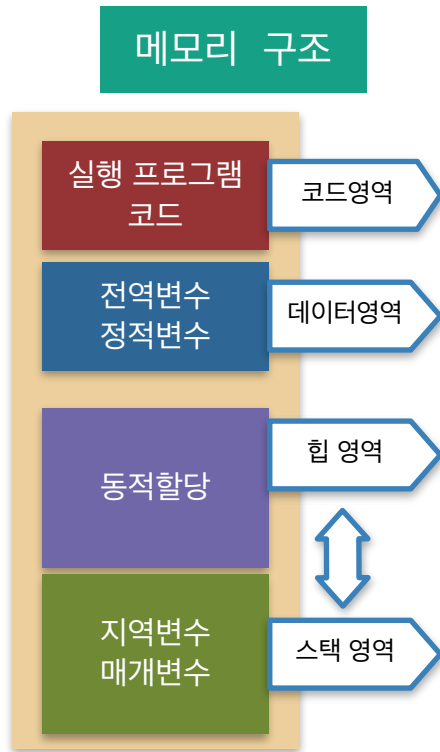 메모리 구조
실행 프로그램
코드
코드영역
전역변수
정적변수
데이터영역
동적할당
힙 영역
지역변수
매개변수
스택 영역